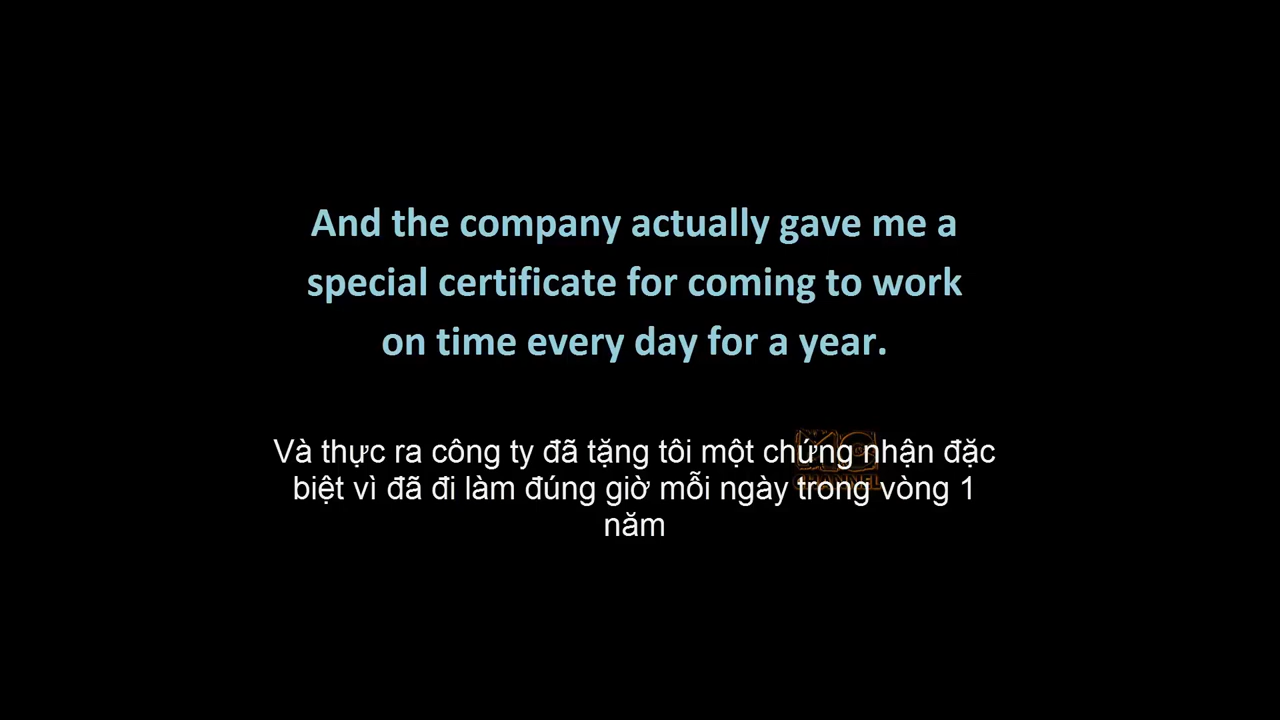 And the company actually gave me a
special certificate for coming to work
on time every day for a year.
Và thực ra công ty đã tặng tôi một chứng nhận đặc
biệt vì đã đi làm đúng giờ mỗi ngày trong vòng 1
năm